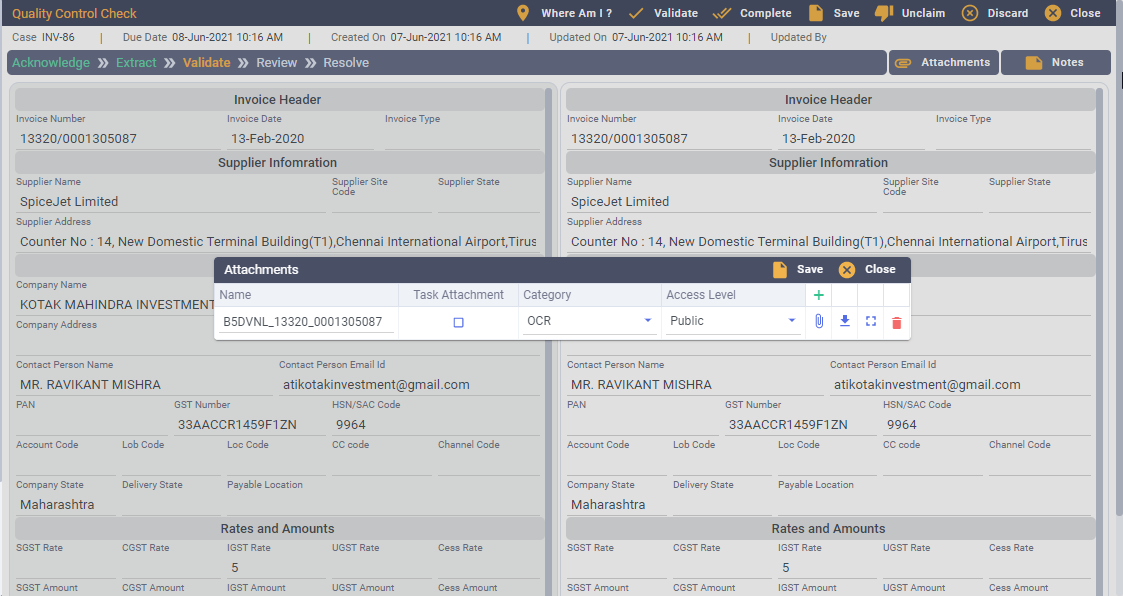 Quality Control Check
Where Am I ? Validate Complete Save Unclaim Discard Close
Case INV-86 | Due Date 08-Jun-2021 10:16 AM | Created On 07-Jun-2021 10:16 AM | Updated On 07-Jun-2021 10:16 AM | Updated By
Acknowledge » Extract » Validate » Review » Resolve
Attachments Notes
Invoice Header
Invoice Number Invoice Date Invoice Type
13320/0001305087 13-Feb-2020
Supplier Infomration
Supplier Name Supplier Site Code Supplier State
SpiceJet Limited
Supplier Address
Counter No : 14, New Domestic Terminal Building(T1),Chennai International Airport,Tirus
Company Name
KOTAK MAHINDRA INVESTMENT
Company Address
Contact Person Name Contact Person Email Id
MR. RAVIKANT MISHRA atikotakinvestment@gmail.com
PAN GST Number HSN/SAC Code
33AACCR1459F1ZN 9964
Account Code Lob Code Loc Code CC code Channel Code
Company State Delivery State Payable Location
Maharashtra
Rates and Amounts
SGST Rate CGST Rate IGST Rate UGST Rate Cess Rate
5
SGST Amount CGST Amount IGST Amount UGST Amount Cess Amount
Invoice Header
Invoice Number Invoice Date Invoice Type
13320/0001305087 13-Feb-2020
Supplier Infomration
Supplier Name Supplier Site Code Supplier State
SpiceJet Limited
Supplier Address
Counter No : 14, New Domestic Terminal Building(T1),Chennai International Airport,Tirus
Contact Person Name Contact Person Email Id
MR. RAVIKANT MISHRA atikotakinvestment@gmail.com
PAN GST Number HSN/SAC Code
33AACCR1459F1ZN 9964
Account Code Lob Code Loc Code CC code Channel Code
Company State Delivery State Payable Location
Maharashtra
Rates and Amounts
SGST Rate CGST Rate IGST Rate UGST Rate Cess Rate
5
SGST Amount CGST Amount IGST Amount UGST Amount Cess Amount
Attachments Save Close
Name Task Attachment Category Access Level +
B5DVNL_13320_0001305087 OCR Public